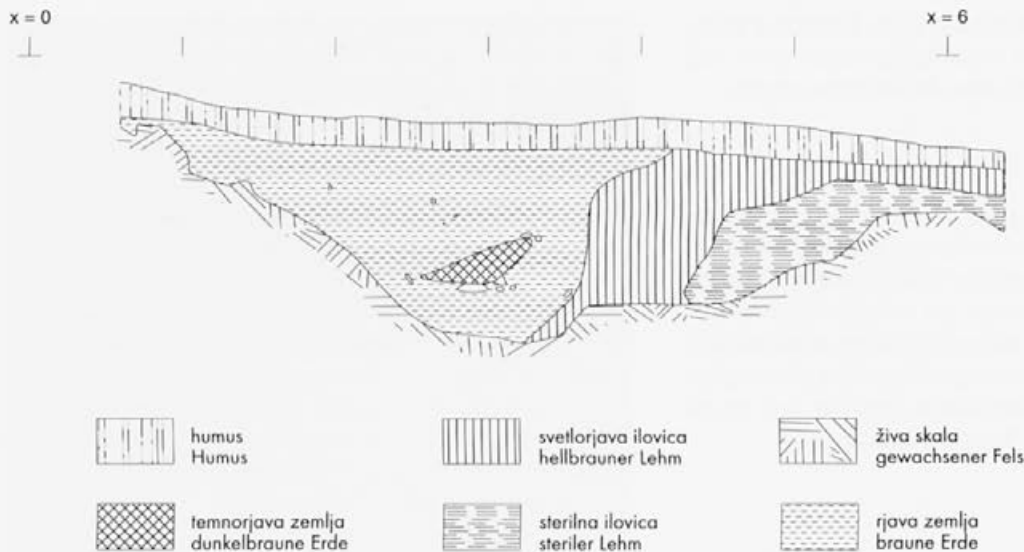 x = 0
x = 6
humus
Humus
svetlorjava ilovica
hellbrauner Lehm
živa skala
gewachsener Fels
temnorjava zemlja
dunkelbraune Erde
sterilna ilovica
steriler Lehm
rjava zemlja
braune Erde